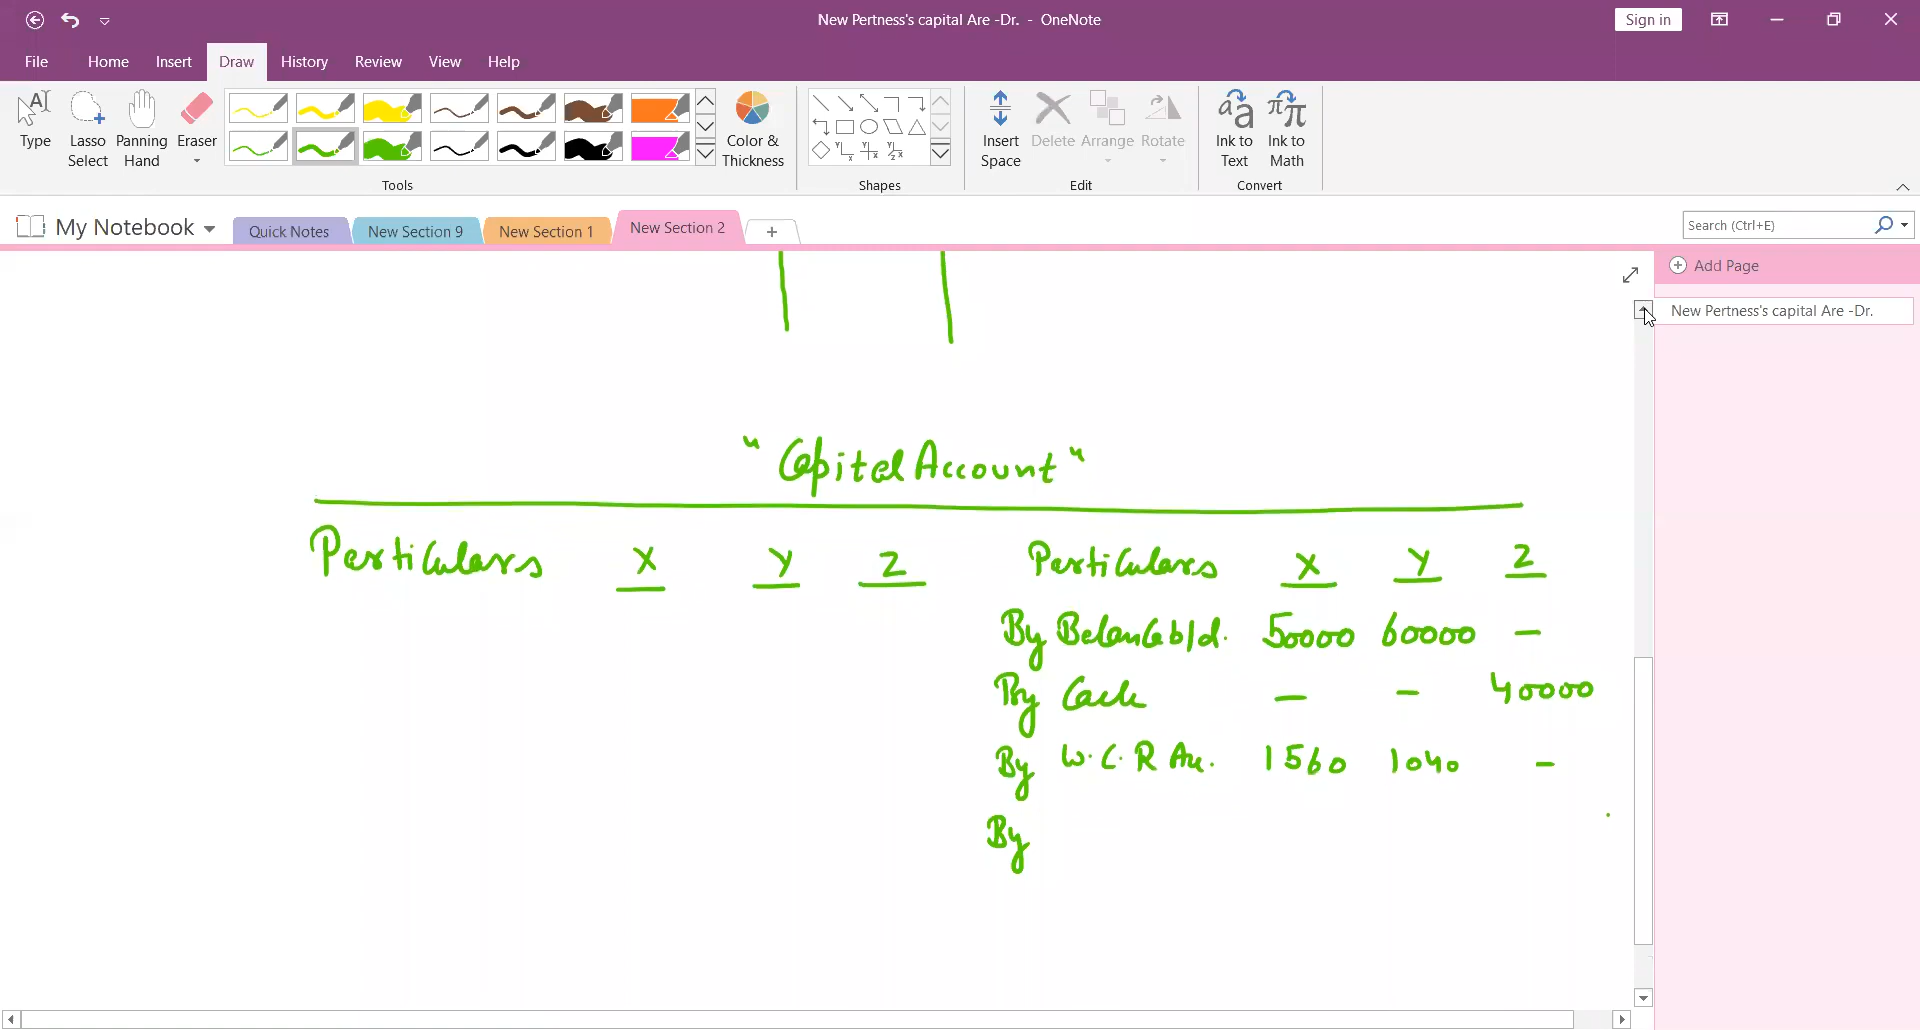 New Pertness's capital Are -Dr. - OneNote
Sign in
File Home Insert Draw History Review View Help
Type
Lasso Select
Panning Hand
Eraser
Color & Thickness
Insert Space
Delete
Arrange
Rotate
Ink to Text
Ink to Math
Tools
Shapes
Edit
Convert
My Notebook
Quick Notes
New Section 9
New Section 1
New Section 2
+
Search (Ctrl+E)
Add Page
New Pertness's capital Are -Dr.
"Capital Account"
Particulars X Y Z Particulars X Y Z
By Balance b/d. 50000 60000 -
By Cash - - 40000
By W.C.R A/c. 1560 1040 -
By